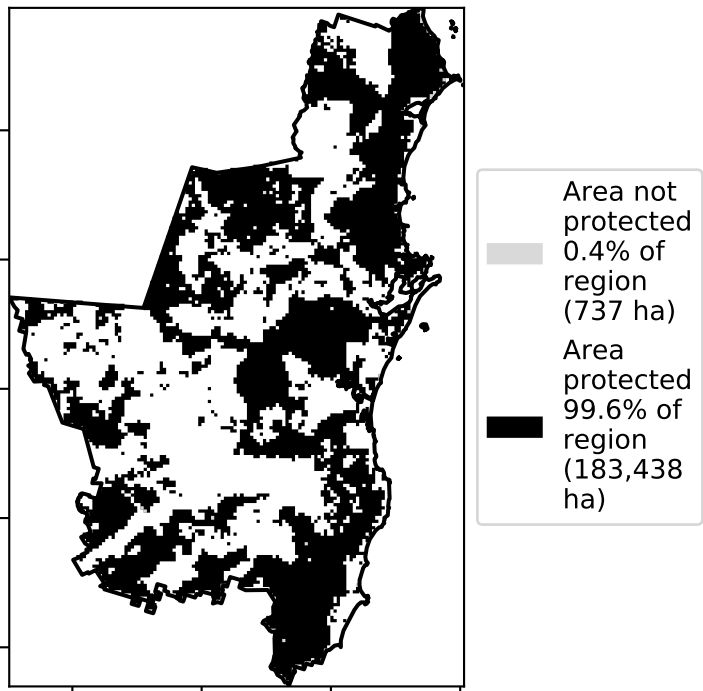 Area not
protected
0.4% of
region
(737 ha)
Area
protected
99.6% of
region
(183,438
ha)